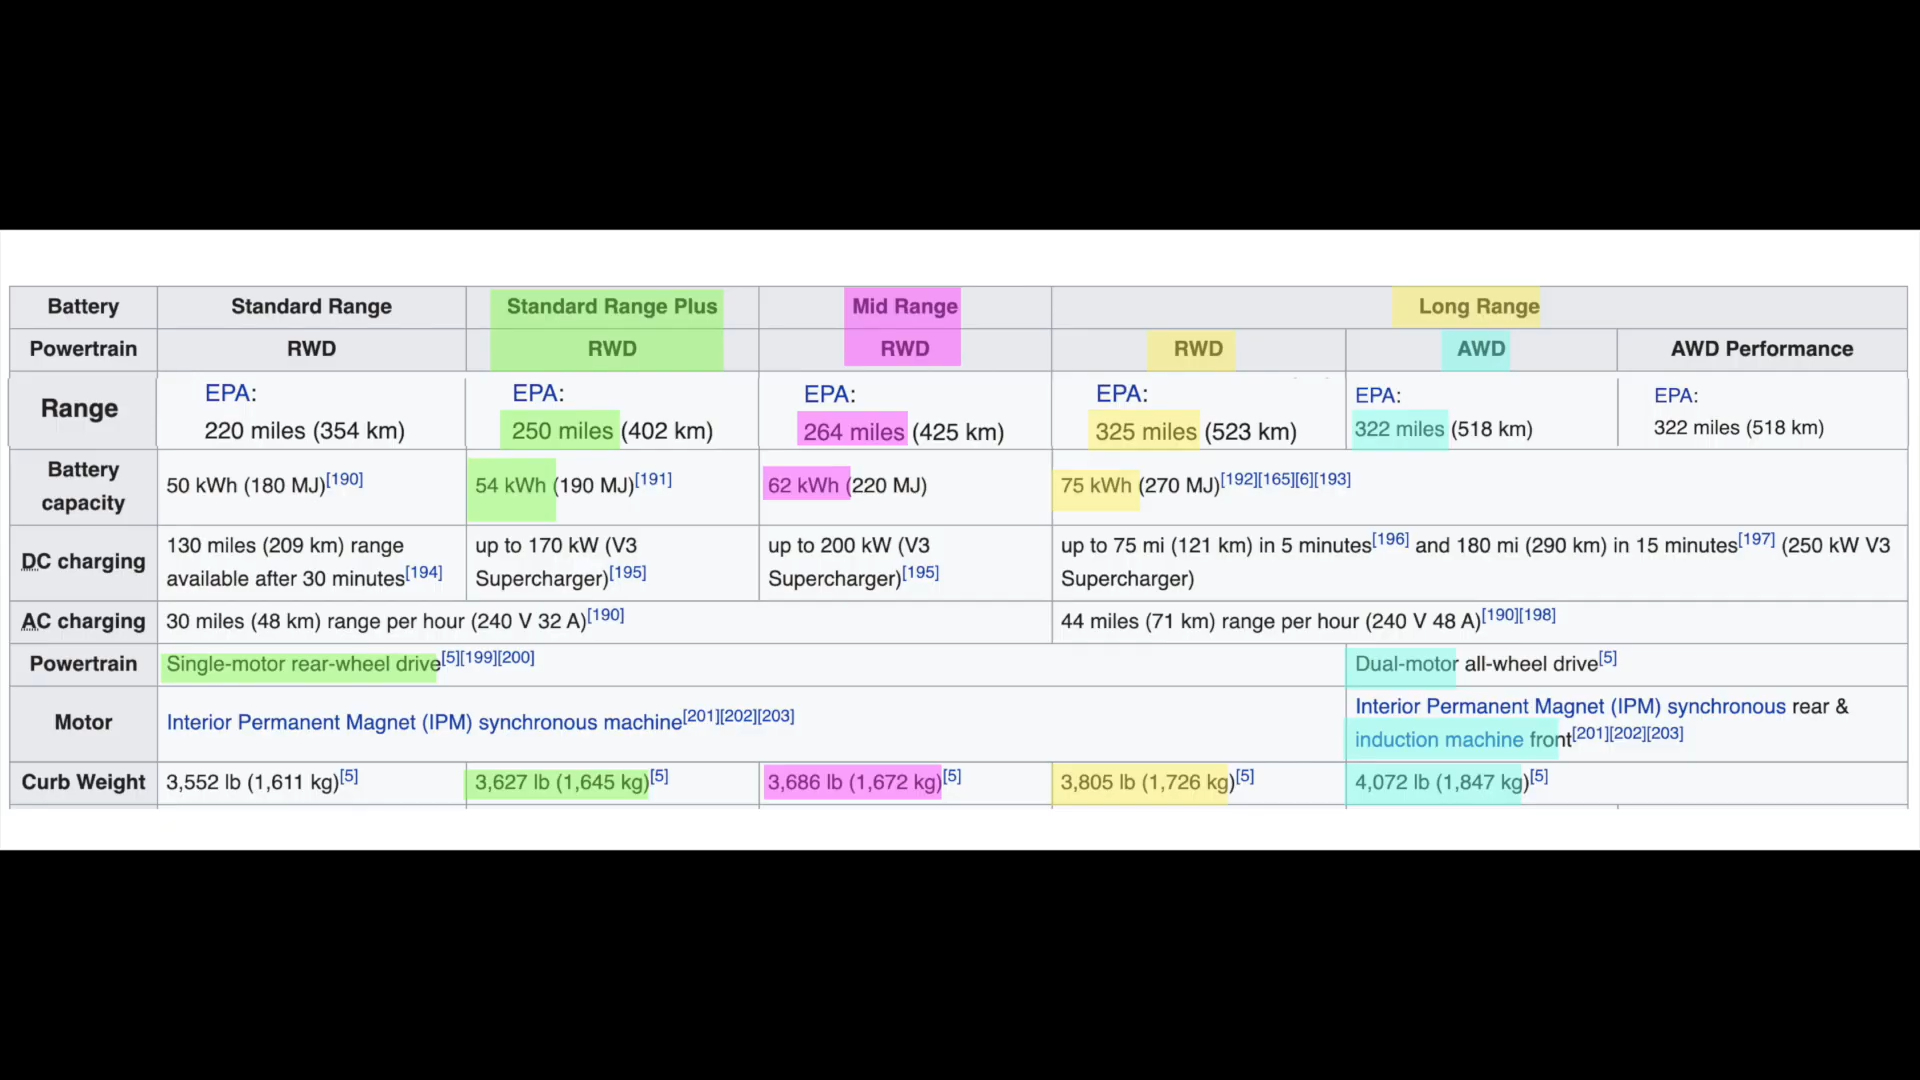 Battery Standard Range Standard Range Plus Mid Range Long Range
Powertrain RWD RWD RWD RWD AWD AWD Performance
Range EPA: EPA: EPA: EPA: EPA: EPA:
220 miles (354 km) 250 miles (402 km) 264 miles (425 km) 325 miles (523 km) 322 miles (518 km) 322 miles (518 km)
Battery capacity 50 kWh (180 MJ)[190] 54 kWh (190 MJ)[191] 62 kWh (220 MJ) 75 kWh (270 MJ)[192][165][6][193]
DC charging 130 miles (209 km) range up to 170 kW (V3 up to 200 kW (V3 up to 75 mi (121 km) in 5 minutes[196] and 180 mi (290 km) in 15 minutes[197] (250 kW V3
available after 30 minutes[194] Supercharger)[195] Supercharger)[195] Supercharger)
AC charging 30 miles (48 km) range per hour (240 V 32 A)[190] 44 miles (71 km) range per hour (240 V 48 A)[190][198]
Powertrain Single-motor rear-wheel drive[5][199][200] Dual-motor all-wheel drive[5]
Motor Interior Permanent Magnet (IPM) synchronous machine[201][202][203] Interior Permanent Magnet (IPM) synchronous rear &
induction machine front[201][202][203]
Curb Weight 3,552 lb (1,611 kg)[5] 3,627 lb (1,645 kg)[5] 3,686 lb (1,672 kg)[5] 3,805 lb (1,726 kg)[5] 4,072 lb (1,847 kg)[5]